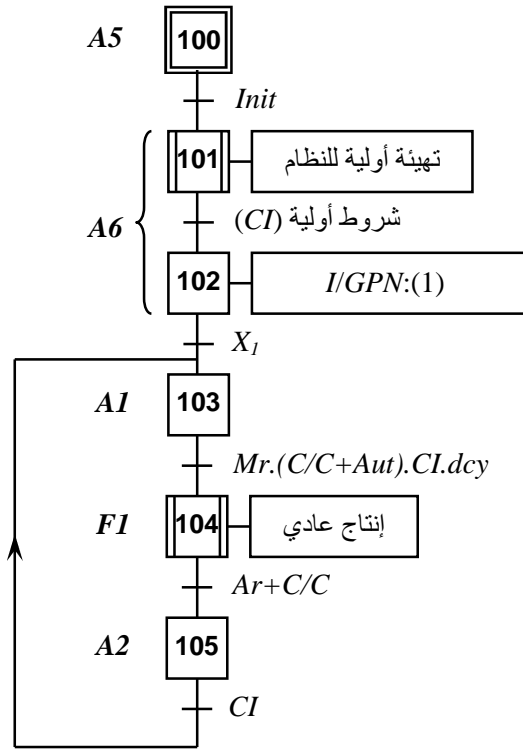 A5 100
Init
101 تهيئة أولية للنظام
A6
شروط أولية (CI)
102 I/GPN:(1)
X₁
A1 103
Mr.(C/C+Aut).CI.dcy
F1 104 إنتاج عادي
Ar+C/C
A2 105
CI